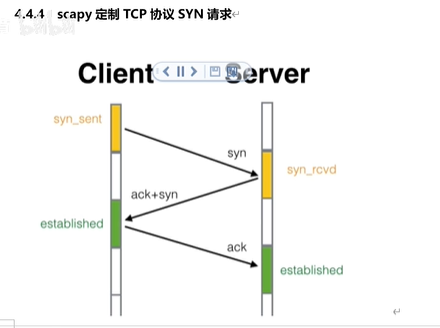 4.4.4 scapy 定制 TCP 协议 SYN 请求
Client Server
syn_sent
syn
syn_rcvd
ack+syn
established
ack
established